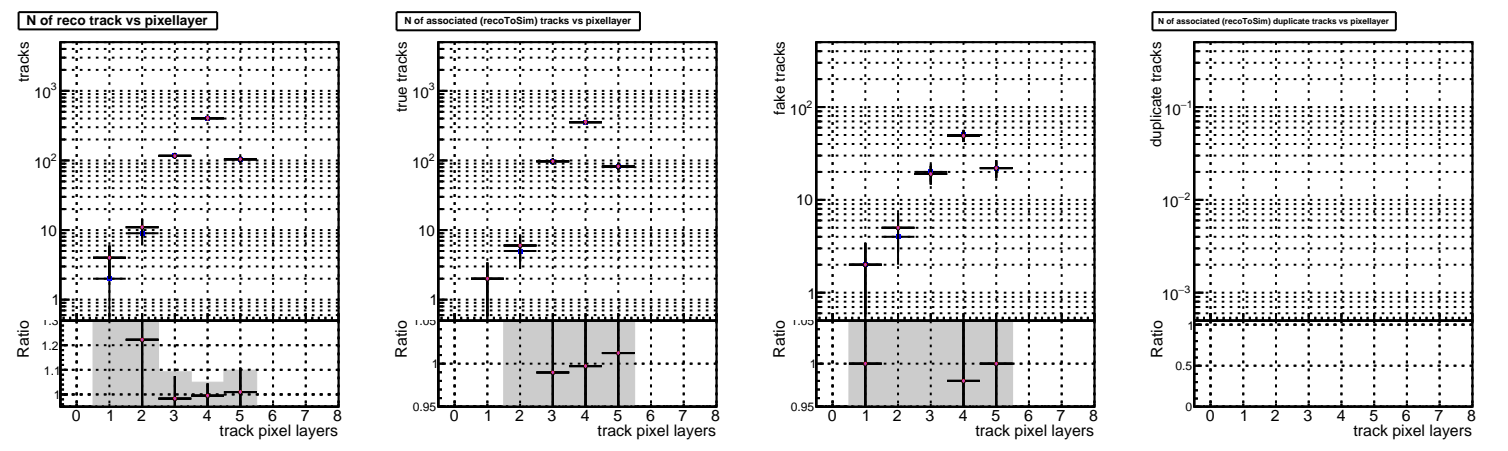 N of reco track vs pixellayer
tracks
10³
10²
10
1
Ratio
1.3
1.2
1.1
1
0 1 2 3 4 5 6 7 8
track pixel layers
N of associated (recoToSim) tracks vs pixellayer
true tracks
10³
10²
10
1
Ratio
1.05
1
0.95
0 1 2 3 4 5 6 7 8
track pixel layers
fake tracks
10²
10
1
Ratio
1.05
1
0.95
0 1 2 3 4 5 6 7 8
track pixel layers
N of associated (recoToSim) duplicate tracks vs pixellayer
duplicate tracks
10⁻¹
10⁻²
10⁻³
Ratio
1
0.5
0
0 1 2 3 4 5 6 7 8
track pixel layers